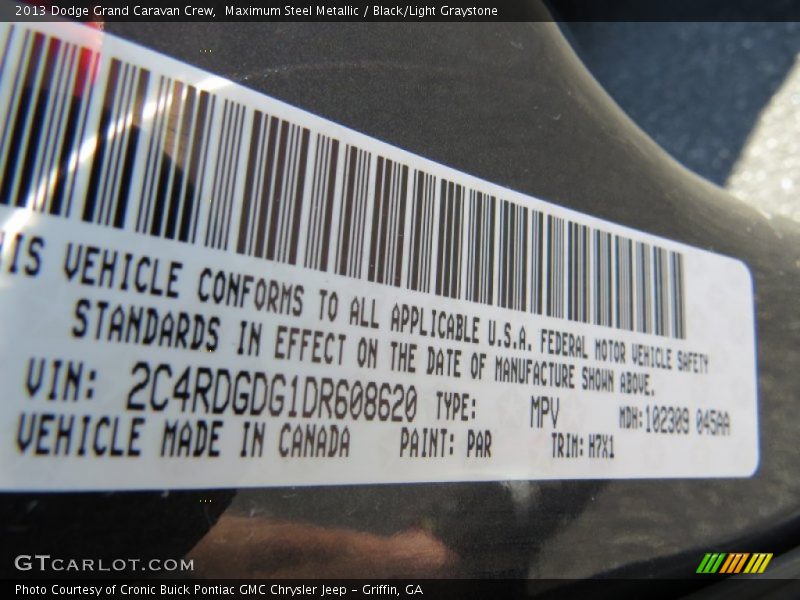 2013 Dodge Grand Caravan Crew,  Maximum Steel Metallic / Black/Light Graystone
IS VEHICLE CONFORMS TO ALL APPLICABLE U.S.A. FEDERAL MOTOR VEHICLE SAFETY
STANDARDS IN EFFECT ON THE DATE OF MANUFACTURE SHOWN ABOVE.
VIN: 2C4RDGDG1DR608620 TYPE: MPV MDH:102309 045AA
VEHICLE MADE IN CANADA PAINT: PAR TRIM: H7X1
GTCARLOT.COM
Photo Courtesy of Cronic Buick Pontiac GMC Chrysler Jeep - Griffin, GA